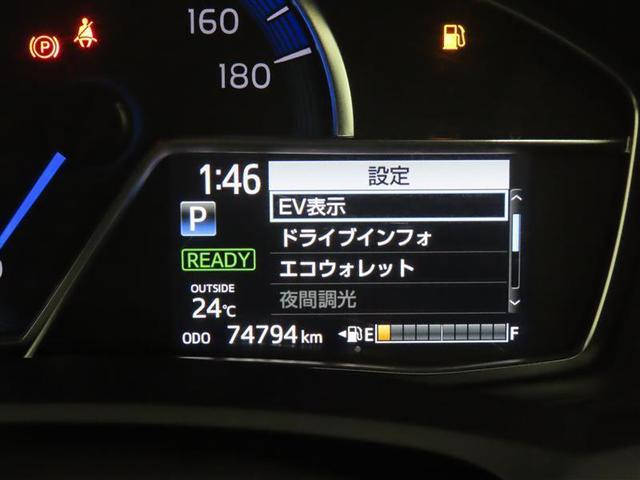 160
180
P
1:46
設定
EV表示
P
ドライブインフォ
READY
エコウォレット
OUTSIDE
24℃
夜間調光
ODO 74794 km
E F
0